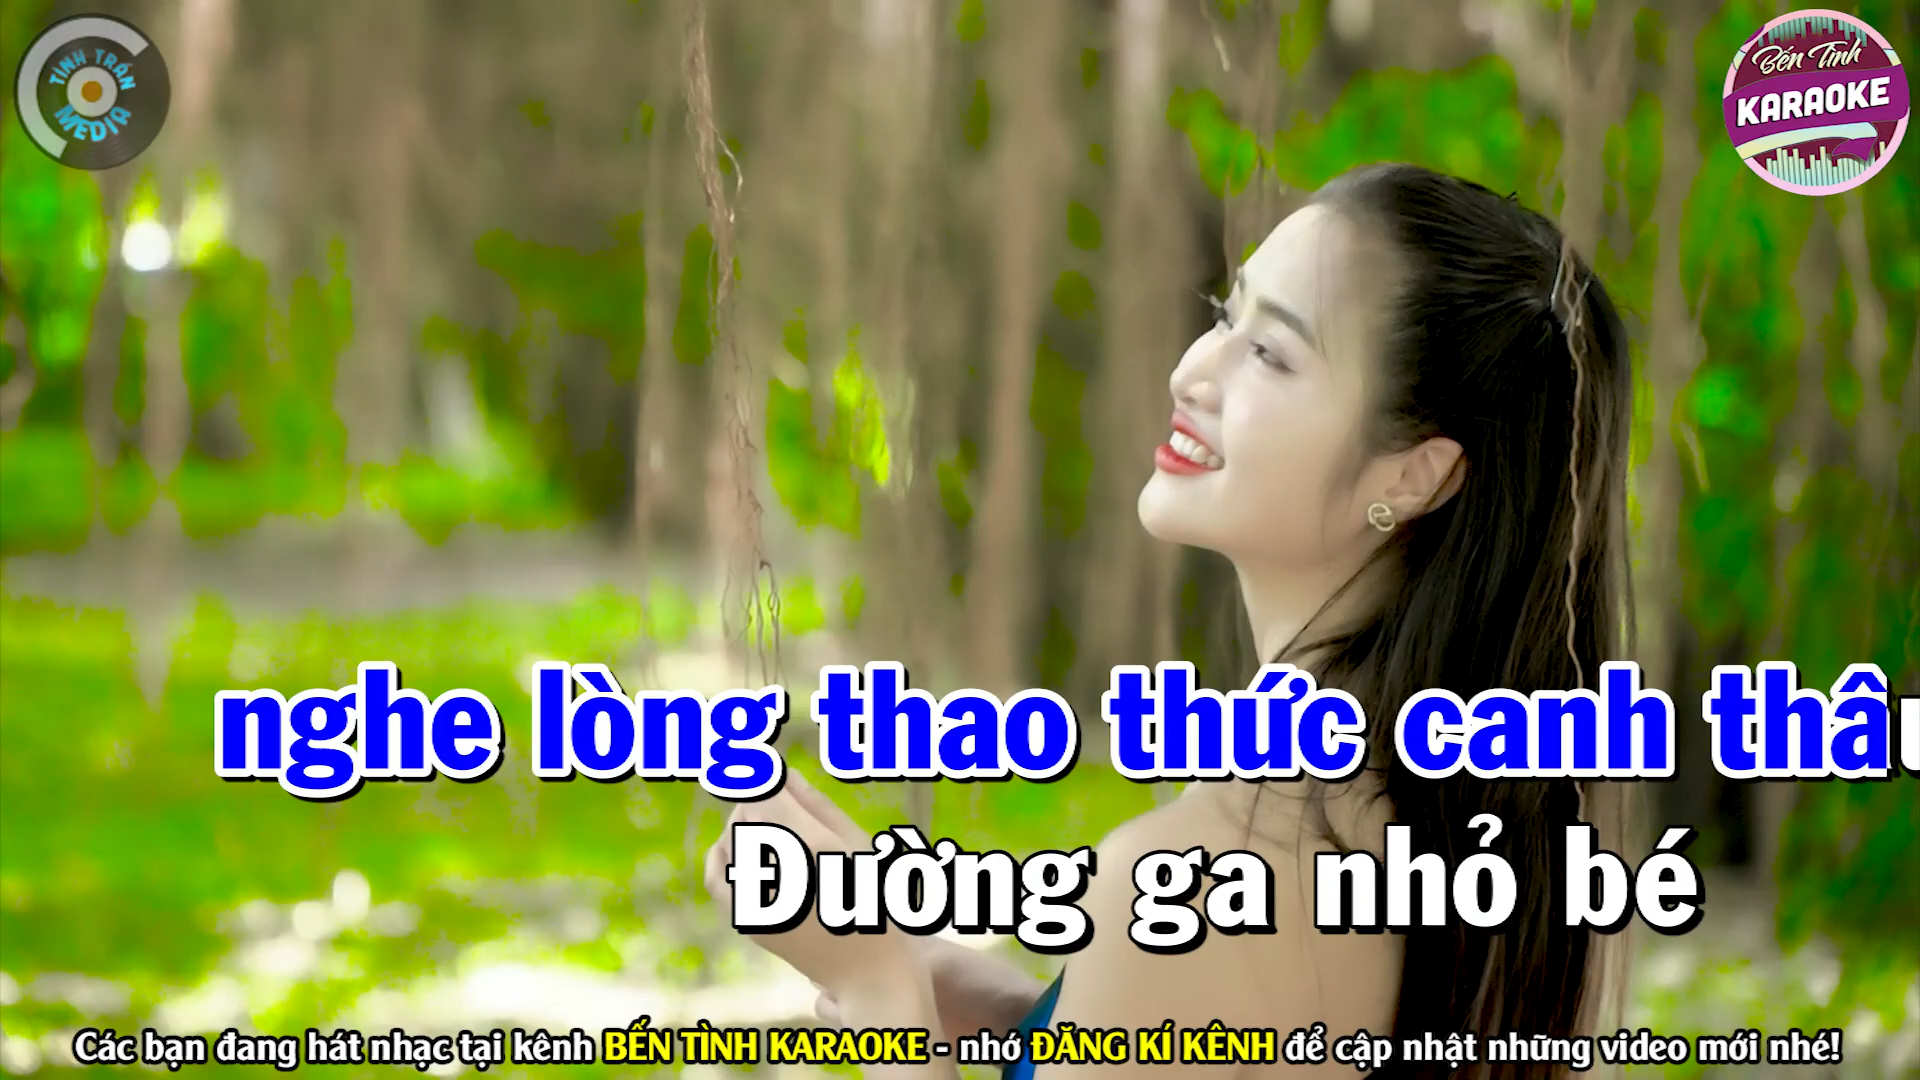 TÌNH TRẦN
MEDIA
Bến Tình
KARAOKE
nghe lòng thao thức canh thâu
Đường ga nhỏ bé
Các bạn đang hát nhạc tại kênh BẾN TÌNH KARAOKE - nhớ ĐĂNG KÍ KÊNH để cập nhật những video mới nhé!